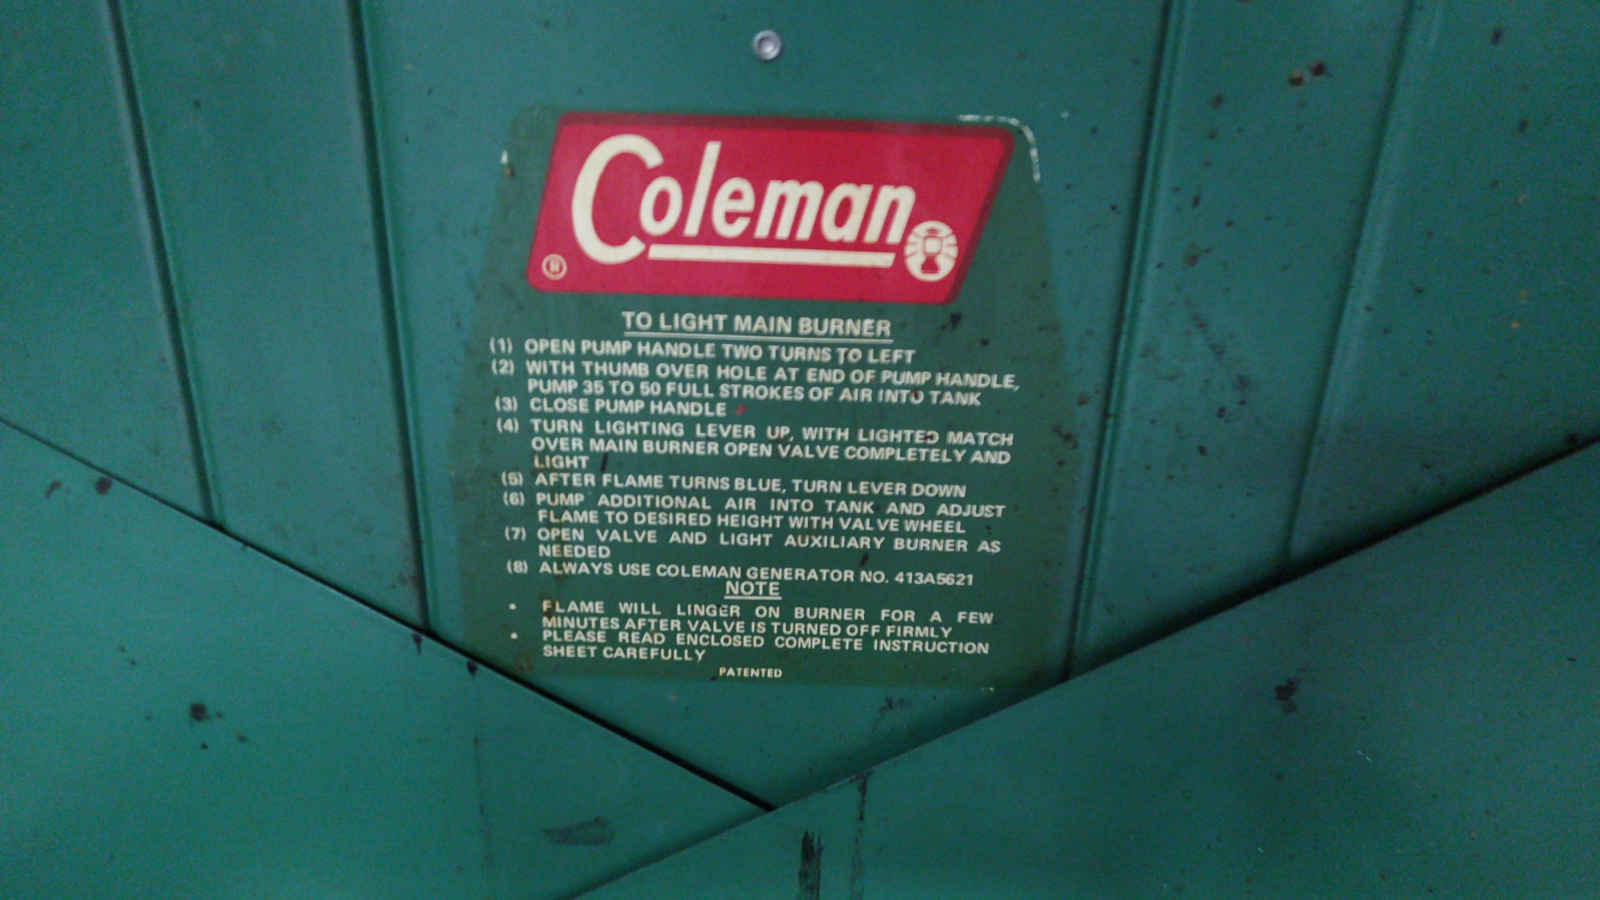 Coleman
®
TO LIGHT MAIN BURNER
(1) OPEN PUMP HANDLE TWO TURNS TO LEFT
(2) WITH THUMB OVER HOLE AT END OF PUMP HANDLE,
PUMP 35 TO 50 FULL STROKES OF AIR INTO TANK
(3) CLOSE PUMP HANDLE
(4) TURN LIGHTING LEVER UP, WITH LIGHTED MATCH
OVER MAIN BURNER OPEN VALVE COMPLETELY AND
LIGHT
(5) AFTER FLAME TURNS BLUE, TURN LEVER DOWN
(6) PUMP ADDITIONAL AIR INTO TANK AND ADJUST
FLAME TO DESIRED HEIGHT WITH VALVE WHEEL
(7) OPEN VALVE AND LIGHT AUXILIARY BURNER AS
NEEDED
(8) ALWAYS USE COLEMAN GENERATOR NO. 413A5621
NOTE
• FLAME WILL LINGER ON BURNER FOR A FEW
MINUTES AFTER VALVE IS TURNED OFF FIRMLY
• PLEASE READ ENCLOSED COMPLETE INSTRUCTION
SHEET CAREFULLY
PATENTED